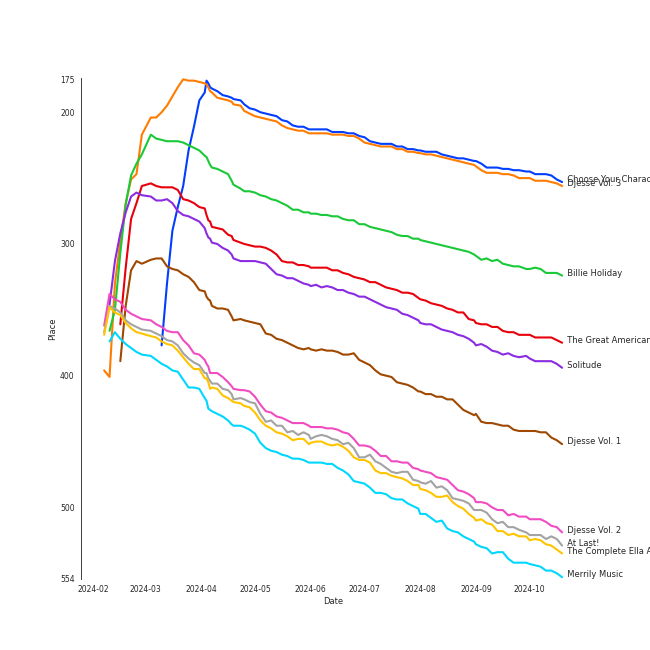 175
200
300
400
500
554
Place
2024-02
2024-03
2024-04
2024-05
2024-06
2024-07
2024-08
2024-09
2024-10
Date
Choose Your Charac
Djesse Vol. 3
Billie Holiday
The Great American
Solitude
Djesse Vol. 1
Djesse Vol. 2
At Last!
The Complete Ella A
Merrily Music